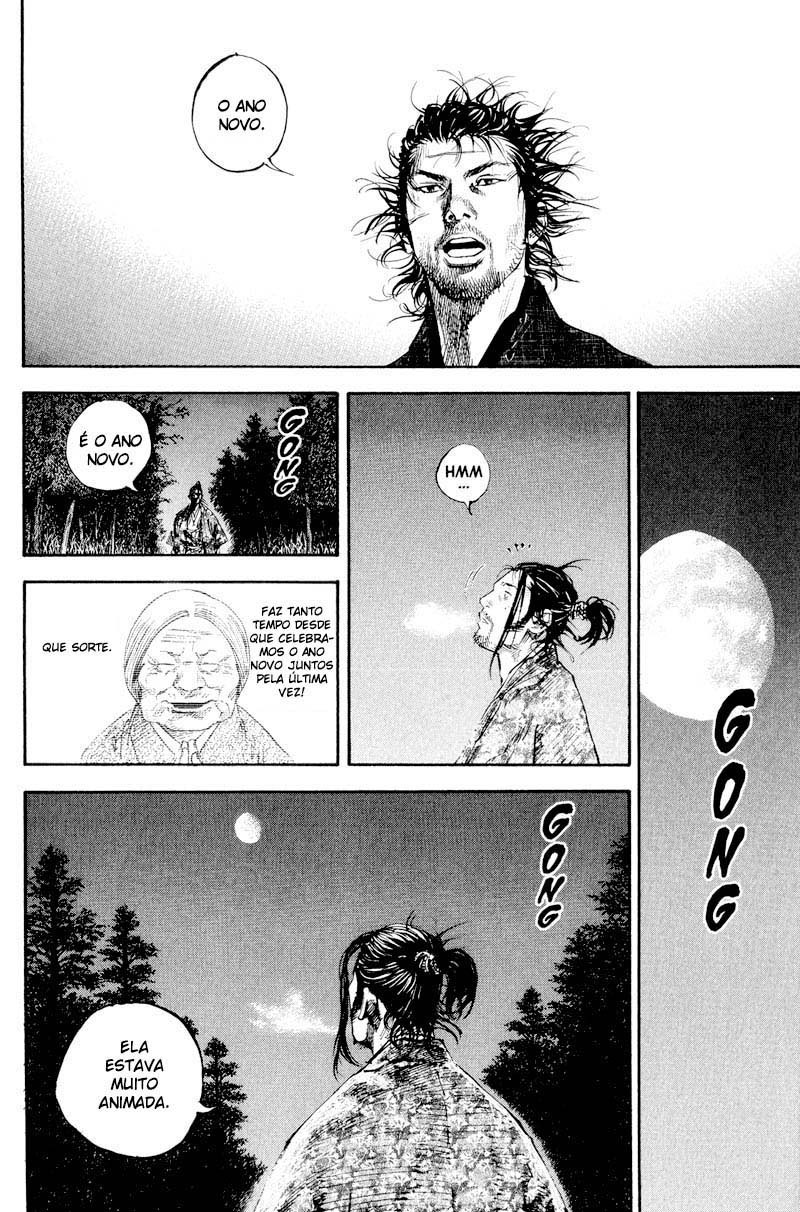 O ANO
NOVO.
GONG
HMM
...
GONG
É O ANO
NOVO.
FAZ TANTO
TEMPO DESDE
QUE CELEBRA-
MOS O ANO
NOVO JUNTOS
PELA ÚLTIMA
VEZ!
QUE SORTE.
GONG
ELA
ESTAVA
MUITO
ANIMADA.